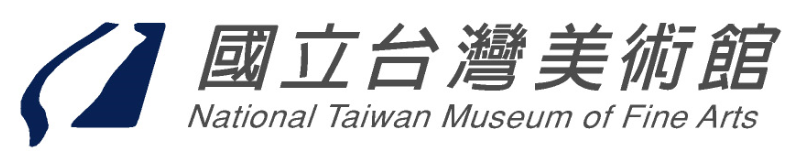 國立台灣美術館
National Taiwan Museum of Fine Arts